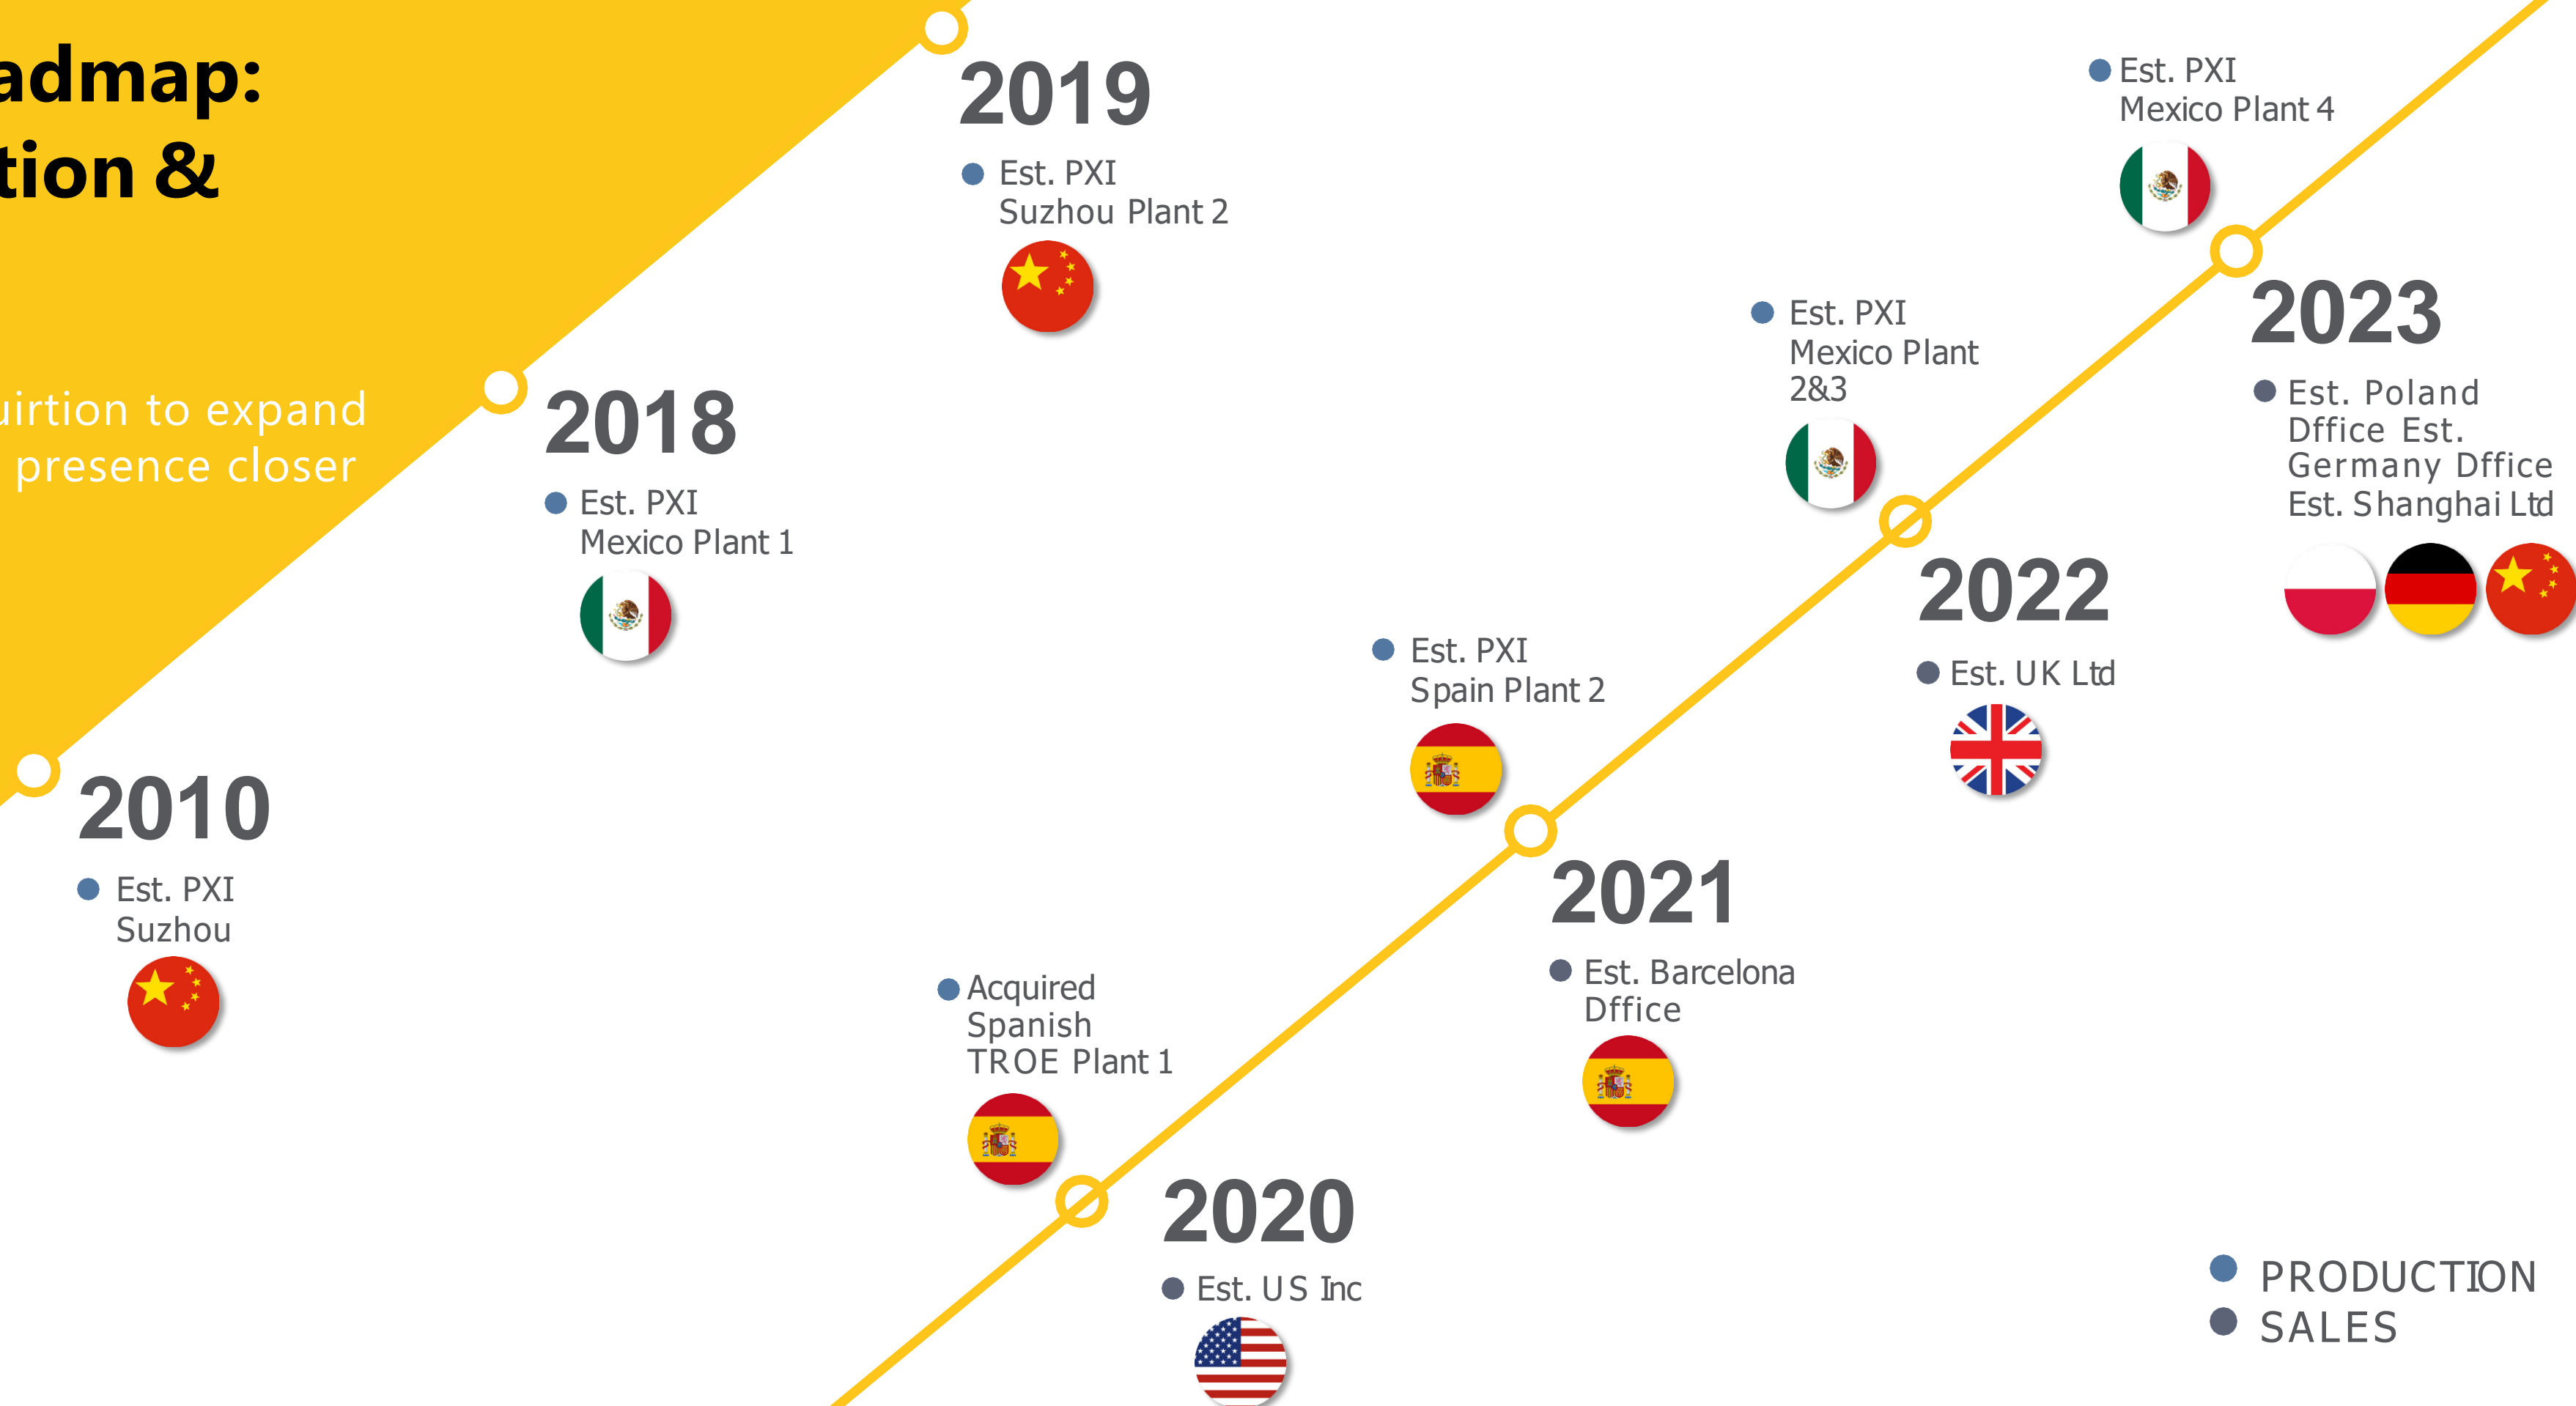 admap:
tion &
uirtion to expand
presence closer
2010
Est. PXI
Suzhou
2018
Est. PXI
Mexico Plant 1
2019
Est. PXI
Suzhou Plant 2
Acquired
Spanish
TROE Plant 1
2020
Est. US Inc
Est. PXI
Spain Plant 2
2021
Est. Barcelona
Dffice
Est. PXI
Mexico Plant
2&3
2022
Est. UK Ltd
Est. PXI
Mexico Plant 4
2023
Est. Poland
Dffice Est.
Germany Dffice
Est. Shanghai Ltd
PRODUCTION
SALES